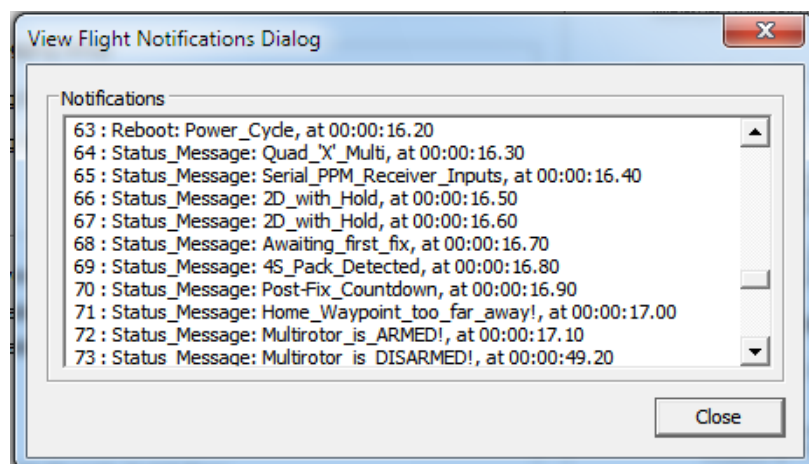 View Flight Notifications Dialog
Notifications
63 : Reboot: Power_Cycle, at 00:00:16.20
64 : Status_Message: Quad_'X'_Multi, at 00:00:16.30
65 : Status_Message: Serial_PPM_Receiver_Inputs, at 00:00:16.40
66 : Status_Message: 2D_with_Hold, at 00:00:16.50
67 : Status_Message: 2D_with_Hold, at 00:00:16.60
68 : Status_Message: Awaiting_first_fix, at 00:00:16.70
69 : Status_Message: 4S_Pack_Detected, at 00:00:16.80
70 : Status_Message: Post-Fix_Countdown, at 00:00:16.90
71 : Status_Message: Home_Waypoint_too_far_away!, at 00:00:17.00
72 : Status_Message: Multirotor_is_ARMED!, at 00:00:17.10
73 : Status_Message: Multirotor_is_DISARMED!, at 00:00:49.20
Close